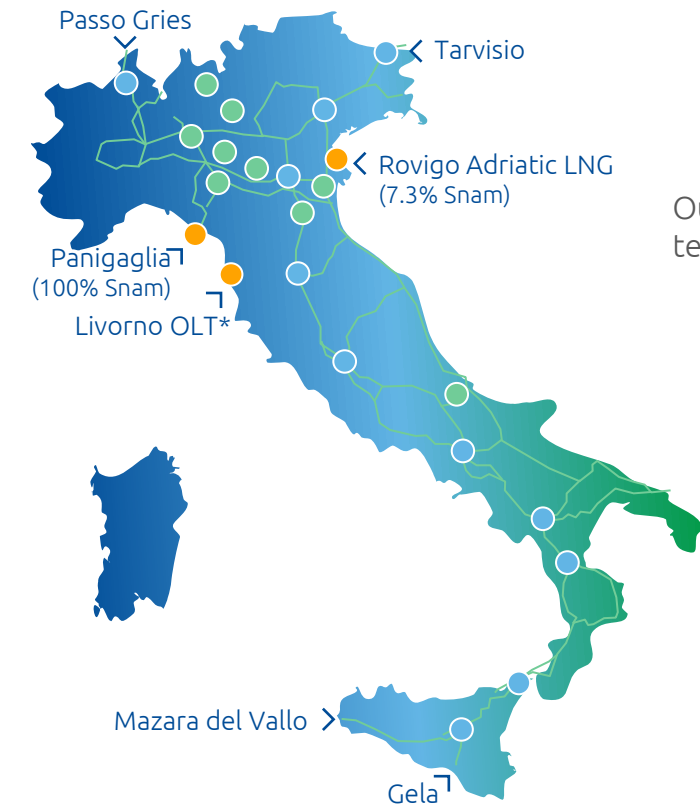 Passo Gries
Tarvisio
Rovigo Adriatic LNG
(7.3% Snam)
Panigaglia
(100% Snam)
Livorno OLT*
Mazara del Vallo
Gela